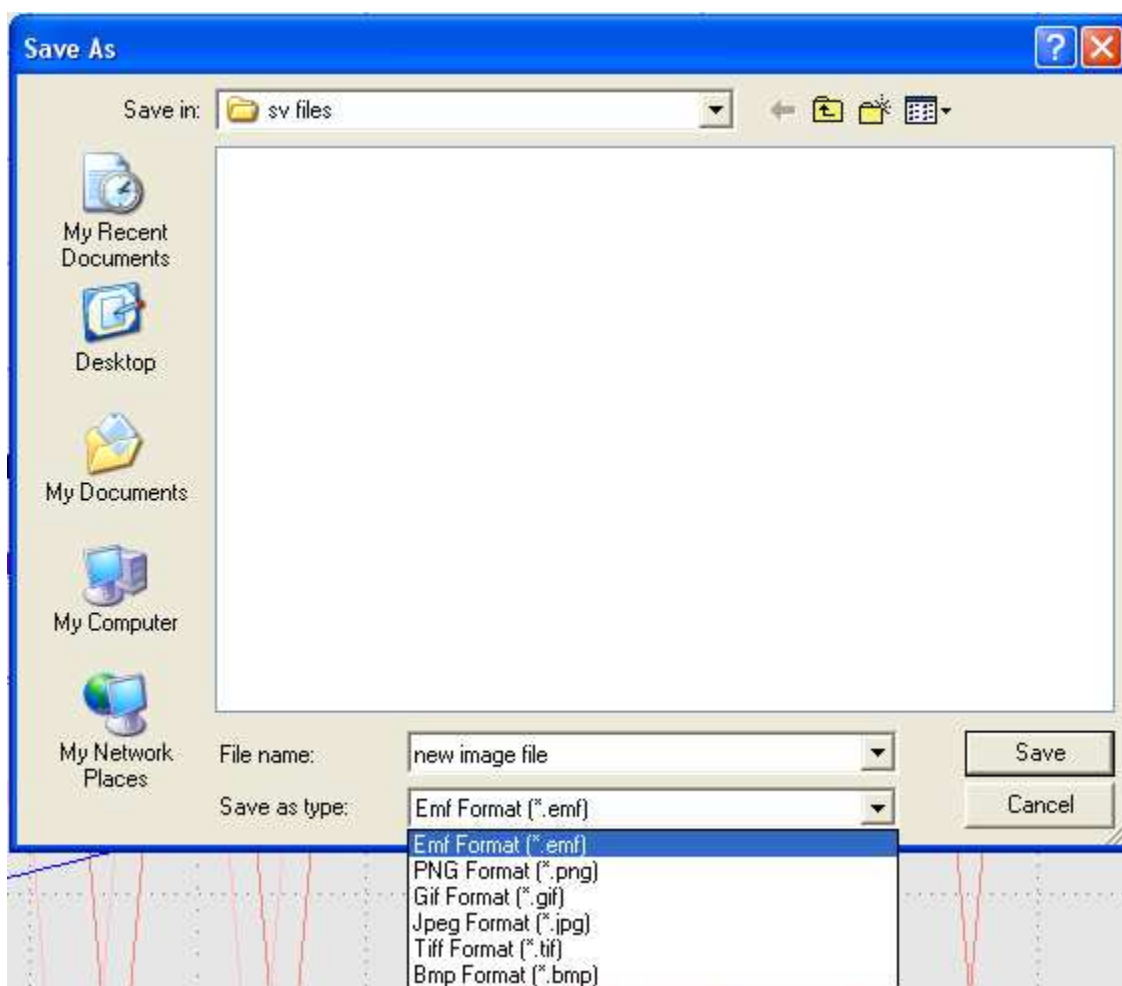 Save As
Save in:
sv files
My Recent
Documents
Desktop
My Documents
My Computer
My Network
Places
File name:
new image file
Save
Save as type:
Emf Format (*.emf)
Cancel
Emf Format (*.emf)
PNG Format (*.png)
Gif Format (*.gif)
Jpeg Format (*.jpg)
Tiff Format (*.tif)
Bmp Format (*.bmp)